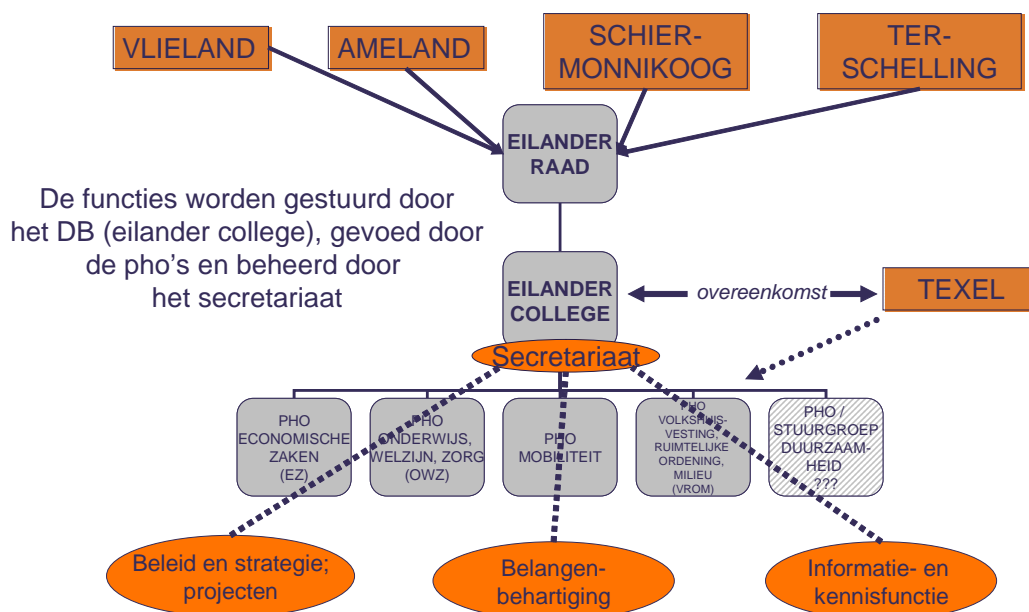 VLIELAND
AMELAND
SCHIER-
MONNIKOOG
TER-
SCHELLING
EILANDER
RAAD
De functies worden gestuurd door
het DB (eilander college), gevoed door
de pho's en beheerd door
het secretariaat
EILANDER
COLLEGE
overeenkomst
TEXEL
Secretariaat
PHO
ECONOMISCHE
ZAKEN
(EZ)
PHO
ONDERWIJS,
WELZIJN, ZORG
(OWZ)
PHO
MOBILITEIT
PHO
VOLKSHUIS-
VESTING,
RUIMTELIJKE
ORDENING,
MILIEU
(VROM)
PHO /
STUURGROEP
DUURZAAM-
HEID
???
Beleid en strategie;
projecten
Belangen-
behartiging
Informatie- en
kennisfunctie